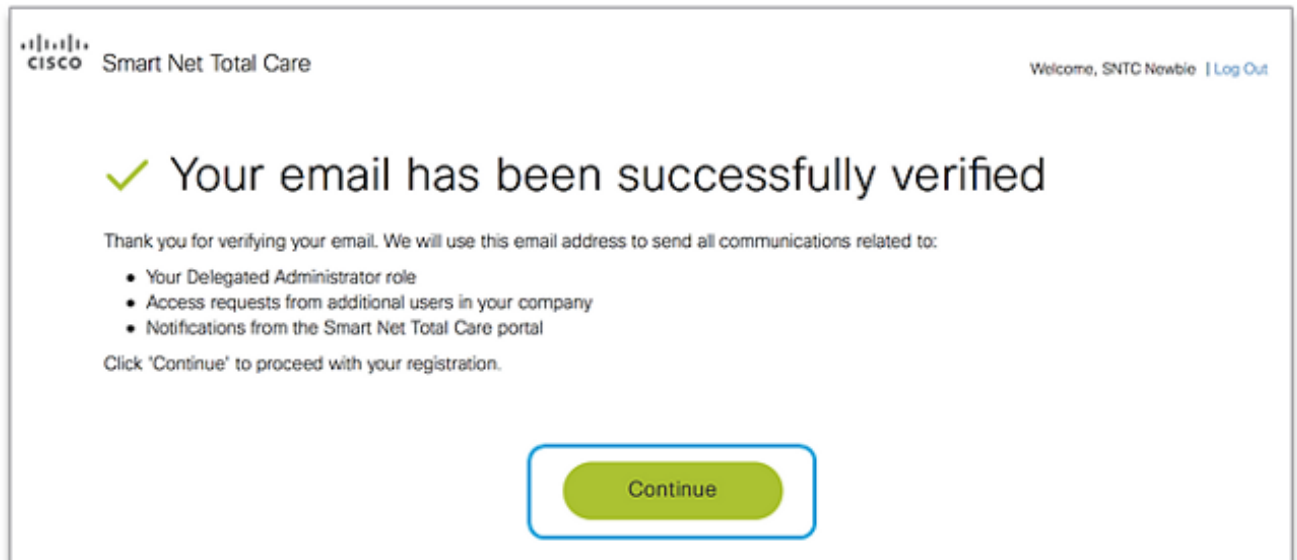 CISCO Smart Net Total Care
Welcome, SNTC Newbie | Log Out
Your email has been successfully verified
Thank you for verifying your email. We will use this email address to send all communications related to:
• Your Delegated Administrator role
• Access requests from additional users in your company
• Notifications from the Smart Net Total Care portal
Click 'Continue' to proceed with your registration.
Continue